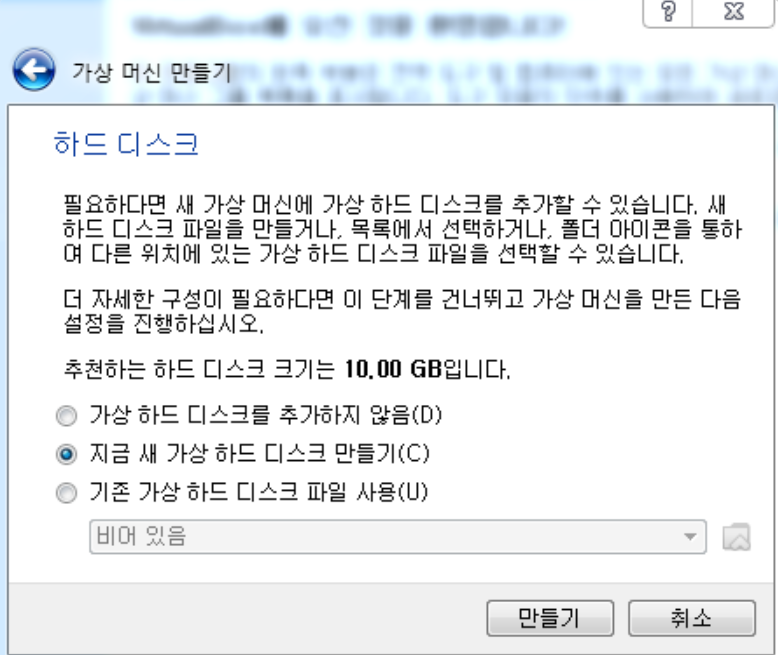 가상 머신 만들기
하드 디스크
필요하다면 새 가상 머신에 가상 하드 디스크를 추가할 수 있습니다. 새
하드 디스크 파일을 만들거나, 목록에서 선택하거나, 폴더 아이콘을 통하
여 다른 위치에 있는 가상 하드 디스크 파일을 선택할 수 있습니다.
더 자세한 구성이 필요하다면 이 단계를 건너뛰고 가상 머신을 만든 다음
설정을 진행하십시오.
추천하는 하드 디스크 크기는 10.00 GB입니다.
가상 하드 디스크를 추가하지 않음(D)
지금 새 가상 하드 디스크 만들기(C)
기존 가상 하드 디스크 파일 사용(U)
비어 있음
만들기 취소